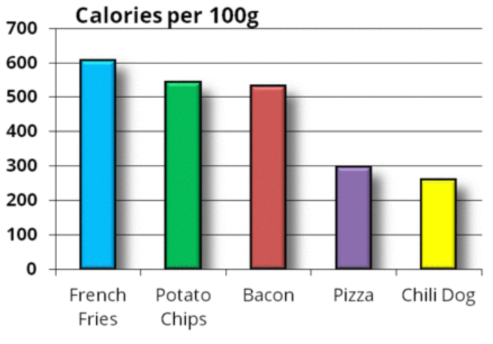 Calories per 100g
700
600
500
400
300
200
100
0
French Fries
Potato Chips
Bacon
Pizza
Chili Dog